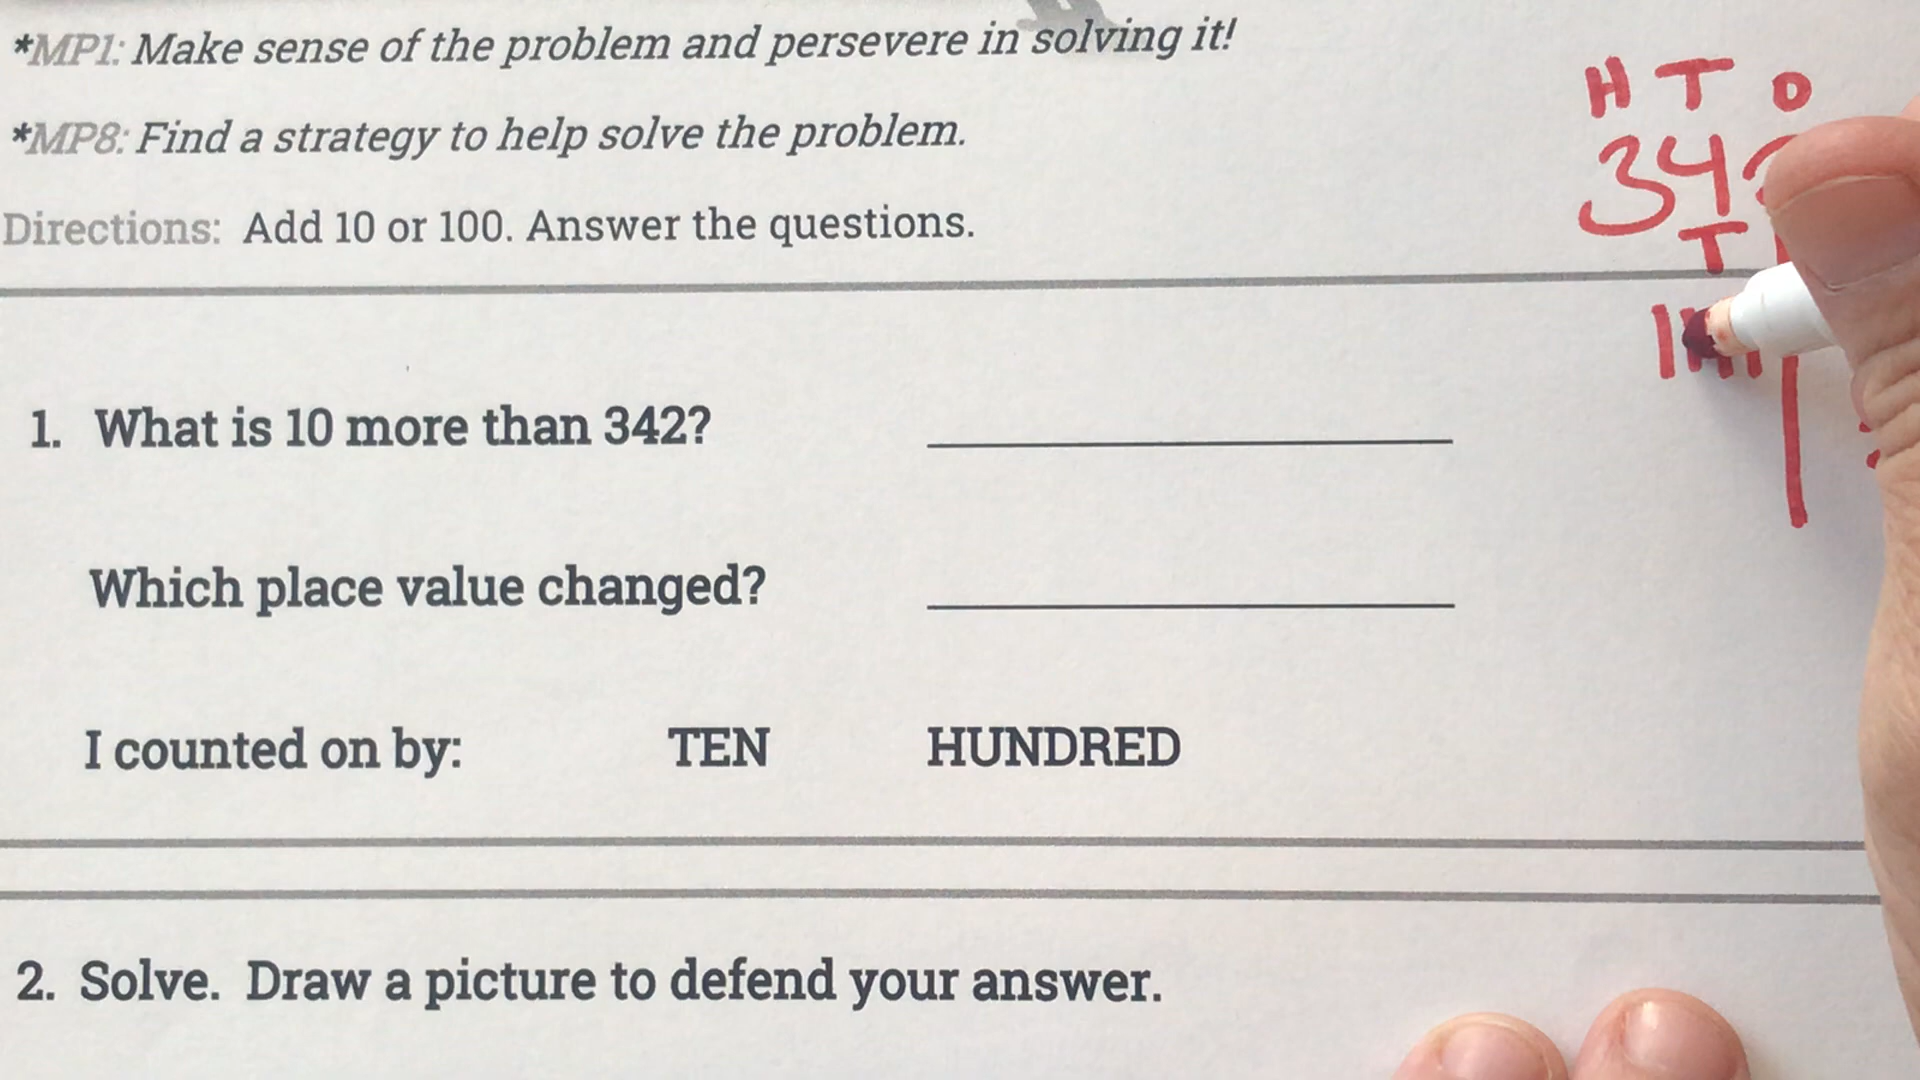 *MP1: Make sense of the problem and persevere in solving it!
*MP8: Find a strategy to help solve the problem.
Directions: Add 10 or 100. Answer the questions.
H T O
34
T
1. What is 10 more than 342?
Which place value changed?
I counted on by: TEN HUNDRED
2. Solve. Draw a picture to defend your answer.